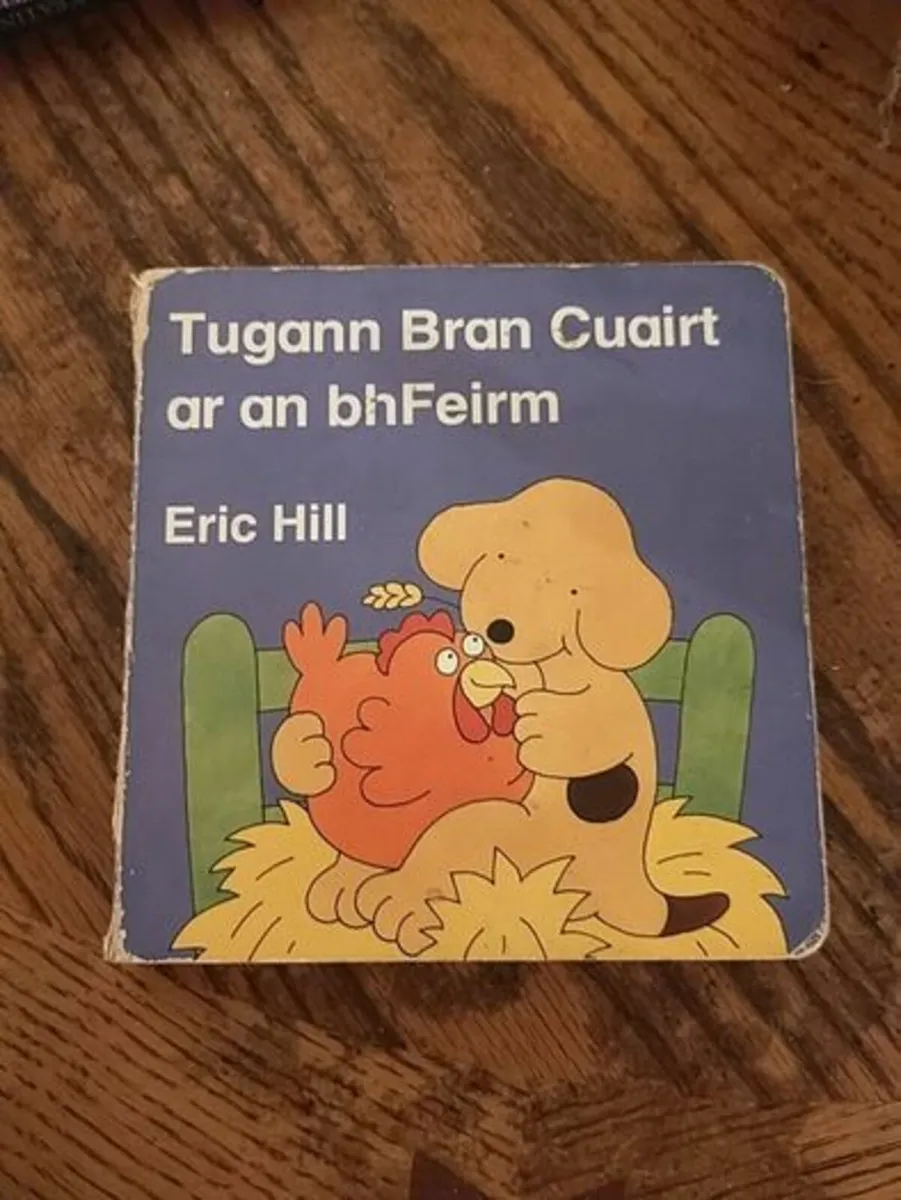 Tugann Bran Cuairt
ar an bhFeirm
Eric Hill